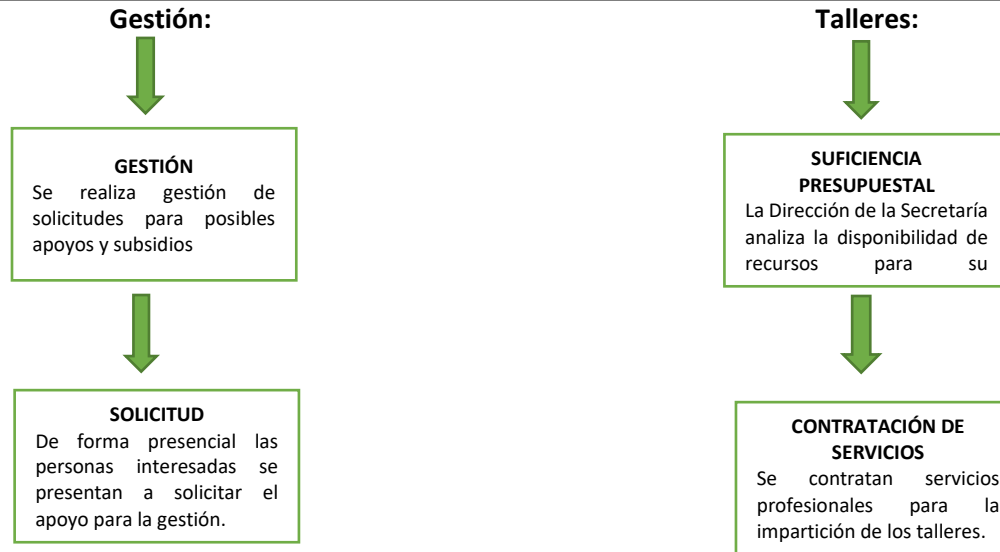 Gestión:
GESTIÓN
Se realiza gestión de
solicitudes para posibles
apoyos y subsidios
SOLICITUD
De forma presencial las
personas interesadas se
presentan a solicitar el
apoyo para la gestión.
Talleres:
SUFICIENCIA
PRESUPUESTAL
La Dirección de la Secretaría
analiza la disponibilidad de
recursos para su
CONTRATACIÓN DE
SERVICIOS
Se contratan servicios
profesionales para la
impartición de los talleres.